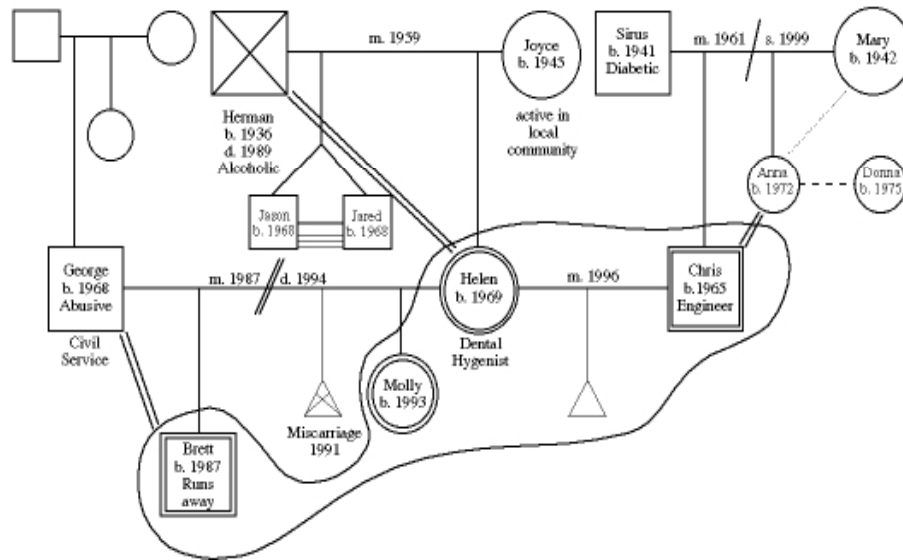 m. 1959
Joyce
b. 1945
Sirus
b. 1941
Diabetic
m. 1961
s. 1999
Mary
b. 1942
Herman
b. 1936
d. 1989
Alcoholic
active in
local
community
Anna
b. 1972
Donna
b. 1975
Jason
b. 1968
Jared
b. 1968
George
b. 1968
Abusive
m. 1987
d. 1994
Helen
b. 1969
m. 1996
Chris
b. 1965
Engineer
Civil
Service
Dental
Hygenist
Molly
b. 1993
Miscarriage
1991
Brett
b. 1987
Runs
away